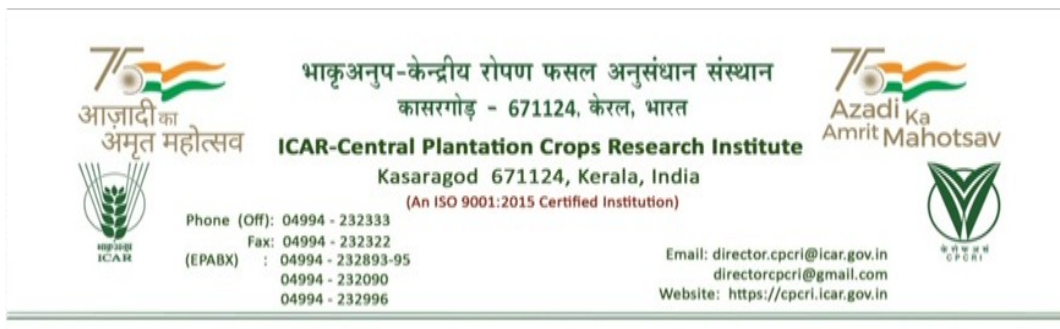 75
आज़ादी का
अमृत महोत्सव
भाकृअनुप-केन्द्रीय रोपण फसल अनुसंधान संस्थान
कासरगोड़ - 671124, केरल, भारत
ICAR-Central Plantation Crops Research Institute
Kasaragod 671124, Kerala, India
(An ISO 9001:2015 Certified Institution)
75
Azadi Ka
Amrit Mahotsav
भाकृअनुप
ICAR
Phone (Off): 04994 - 232333
Fax: 04994 - 232322
(EPABX) : 04994 - 232893-95
04994 - 232090
04994 - 232996
Email: director.cpcri@icar.gov.in
directorcpcri@gmail.com
Website: https://cpcri.icar.gov.in
CPCRI